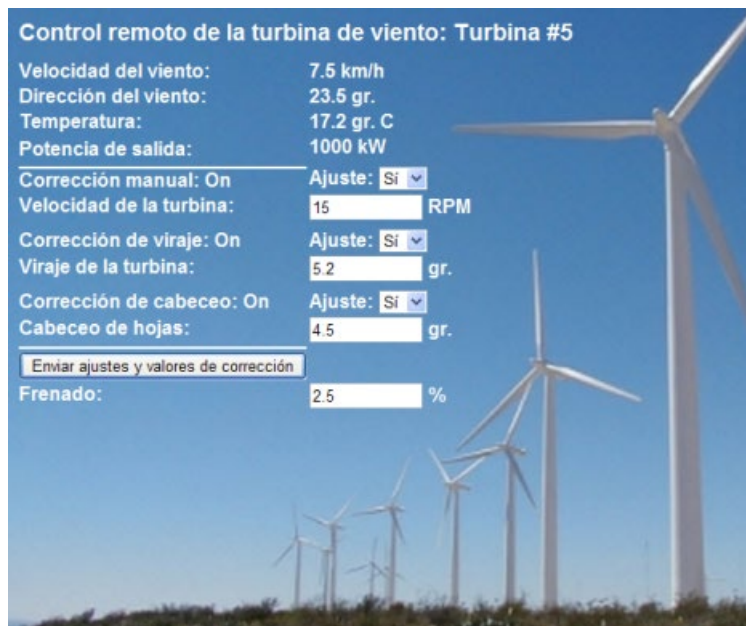 Control remoto de la turbina de viento: Turbina #5
Velocidad del viento: 7.5 km/h
Dirección del viento: 23.5 gr.
Temperatura: 17.2 gr. C
Potencia de salida: 1000 kW
Corrección manual: On Ajuste: Sí
Velocidad de la turbina: 15 RPM
Corrección de viraje: On Ajuste: Sí
Viraje de la turbina: 5.2 gr.
Corrección de cabeceo: On Ajuste: Sí
Cabeceo de hojas: 4.5 gr.
Enviar ajustes y valores de corrección
Frenado: 2.5 %